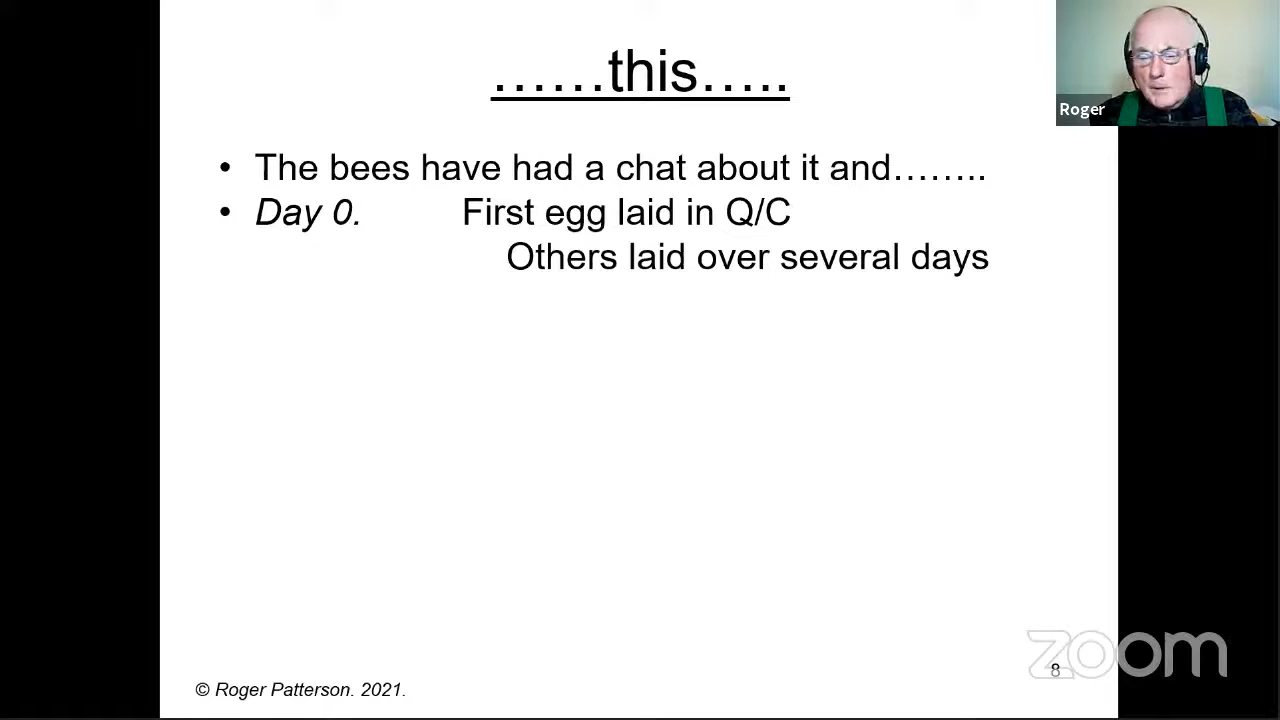 ……this…..
Roger
• The bees have had a chat about it and……..
• Day 0. First egg laid in Q/C
Others laid over several days
zoom
8
© Roger Patterson. 2021.